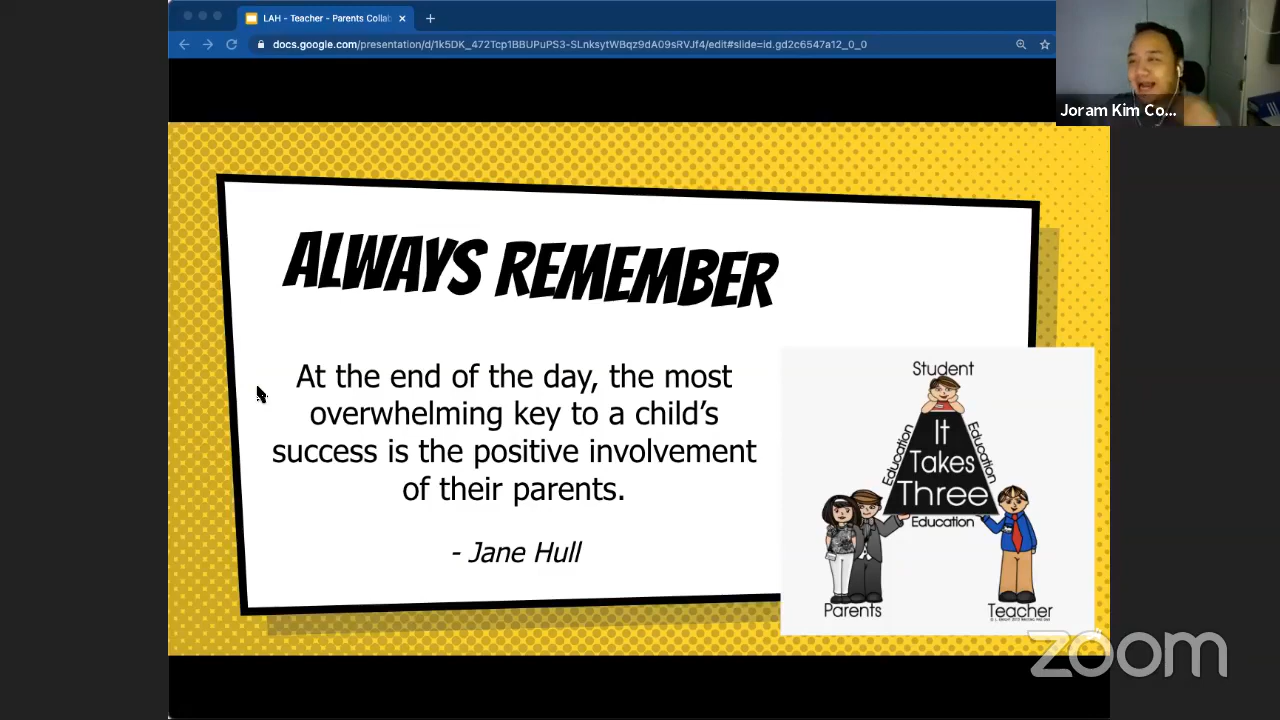 LAH - Teacher - Parents Collab
docs.google.com/presentation/d/1k5DK_472Tcp1BBUPuPS3-SLnksytWBqz9dA09sRVJf4/edit#slide=id.gd2c6547a12_0_0
Joram Kim Co...
ALWAYS REMEMBER
At the end of the day, the most
overwhelming key to a child's
success is the positive involvement
of their parents.
- Jane Hull
Student
Education
Education
It
Takes
Three
Education
Parents
Teacher
zoom